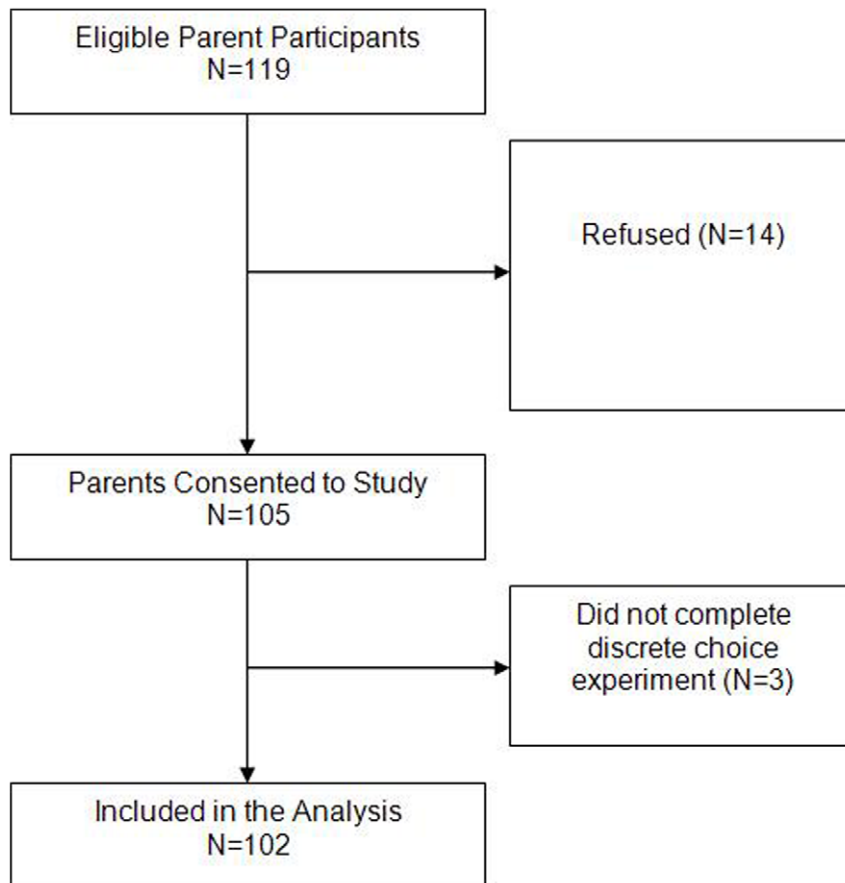 Eligible Parent Participants
N=119
Refused (N=14)
Parents Consented to Study
N=105
Did not complete
discrete choice
experiment (N=3)
Included in the Analysis
N=102